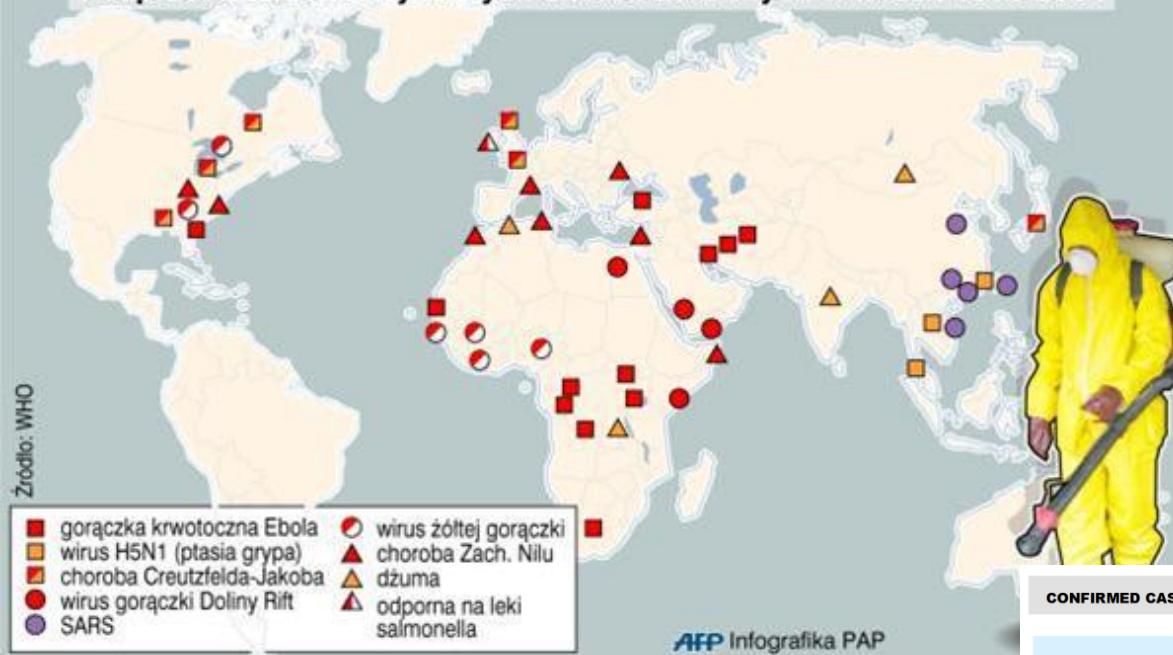 Źródło: WHO
gorączka krwotoczna Ebola
wirus H5N1 (ptasia grypa)
choroba Creutzfelda-Jakoba
wirus gorączki Doliny Rift
SARS
wirus żółtej gorączki
choroba Zach. Nilu
dżuma
odporna na leki
salmonella
AFP Infografika PAP
CONFIRMED CAS